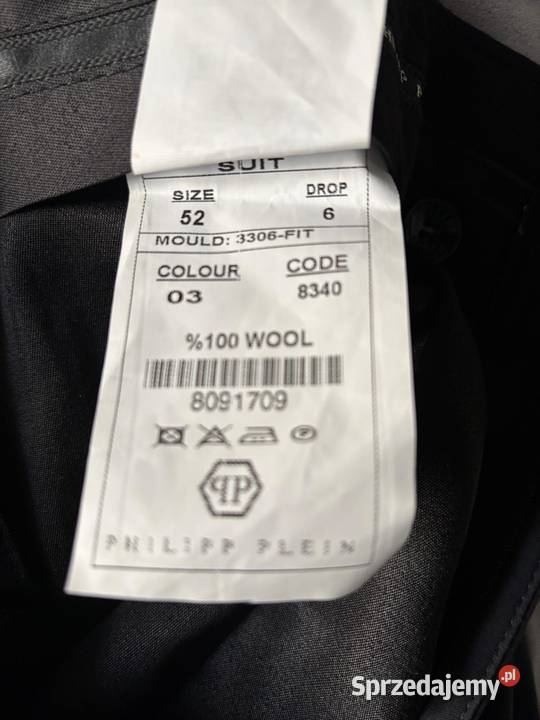 SUIT
SIZE DROP
52 6
MOULD: 3306-FIT
COLOUR CODE
03 8340
%100 WOOL
8091709
P
PHILIPP PLEIN
Sprzedajemy.pl